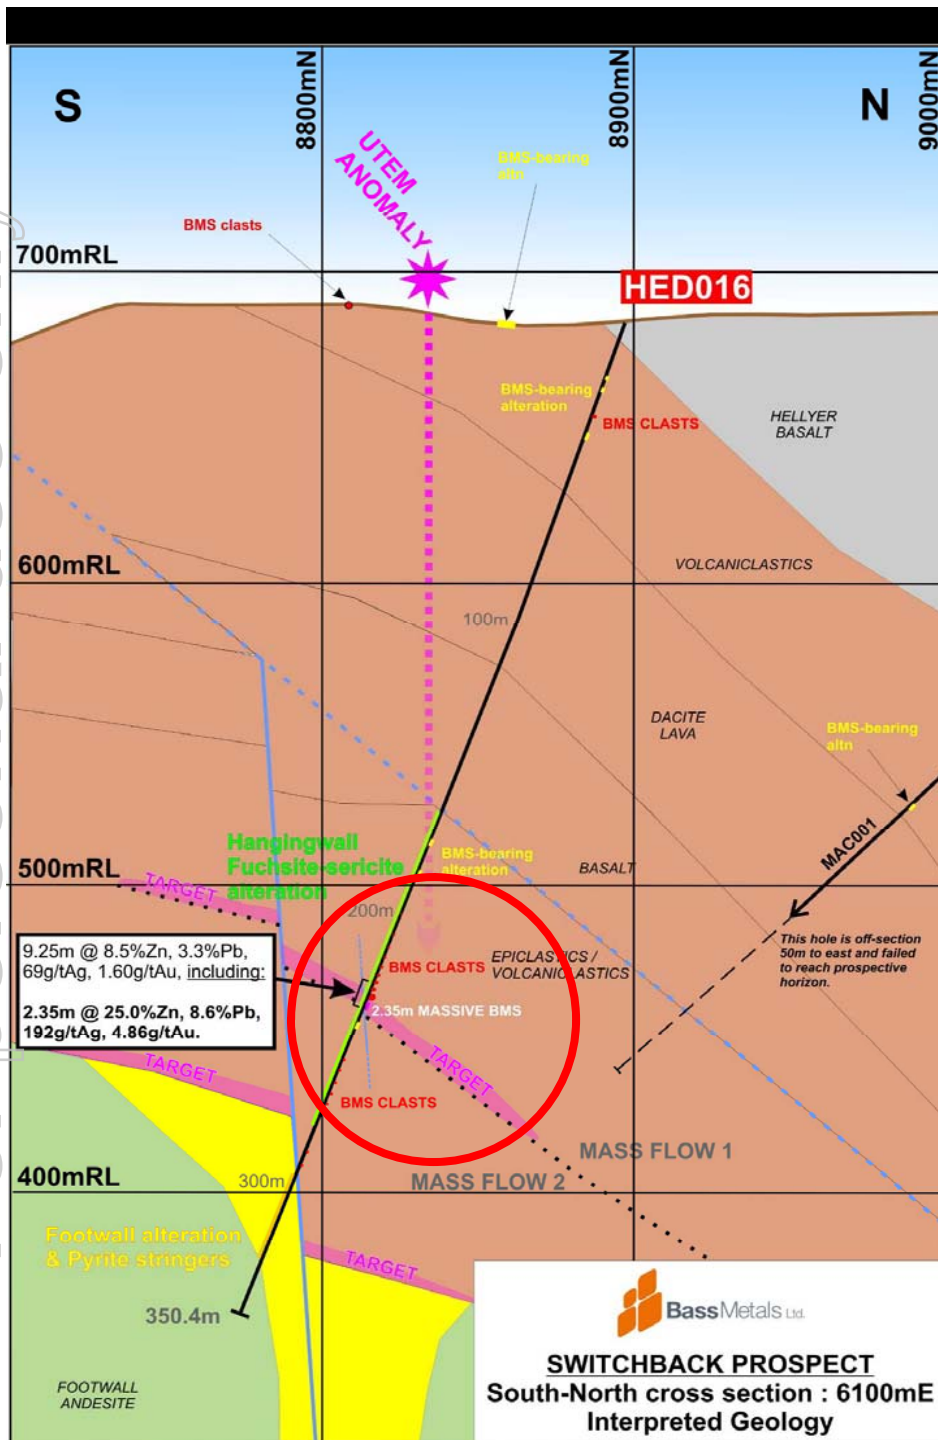 S
8800mN
8900mN
9000mN
N
UTEM
ANOMALY
BMS-bearing
altn
BMS clasts
700mRL
HED016
BMS-bearing
alteration
BMS CLASTS
HELLYER
BASALT
VOLCANICLASTICS
600mRL
100m
DACITE
LAVA
BMS-bearing
altn
MAC001
Hangingwall
Fuchsite-sericite
alteration
BMS-bearing
alteration
BASALT
500mRL
TARGET
200m
This hole is off-section
50m to east and failed
to reach prospective
horizon.
9.25m @ 8.5%Zn, 3.3%Pb,
69g/tAg, 1.60g/tAu, including:
2.35m @ 25.0%Zn, 8.6%Pb,
192g/tAg, 4.86g/tAu.
EPICLASTICS /
VOLCANICLASTICS
BMS CLASTS
2.35m MASSIVE BMS
TARGET
TARGET
BMS CLASTS
MASS FLOW 1
MASS FLOW 2
400mRL
300m
Footwall alteration
& Pyrite stringers
TARGET
350.4m
FOOTWALL
ANDESITE
BassMetals Ltd.
SWITCHBACK PROSPECT
South-North cross section : 6100mE
Interpreted Geology